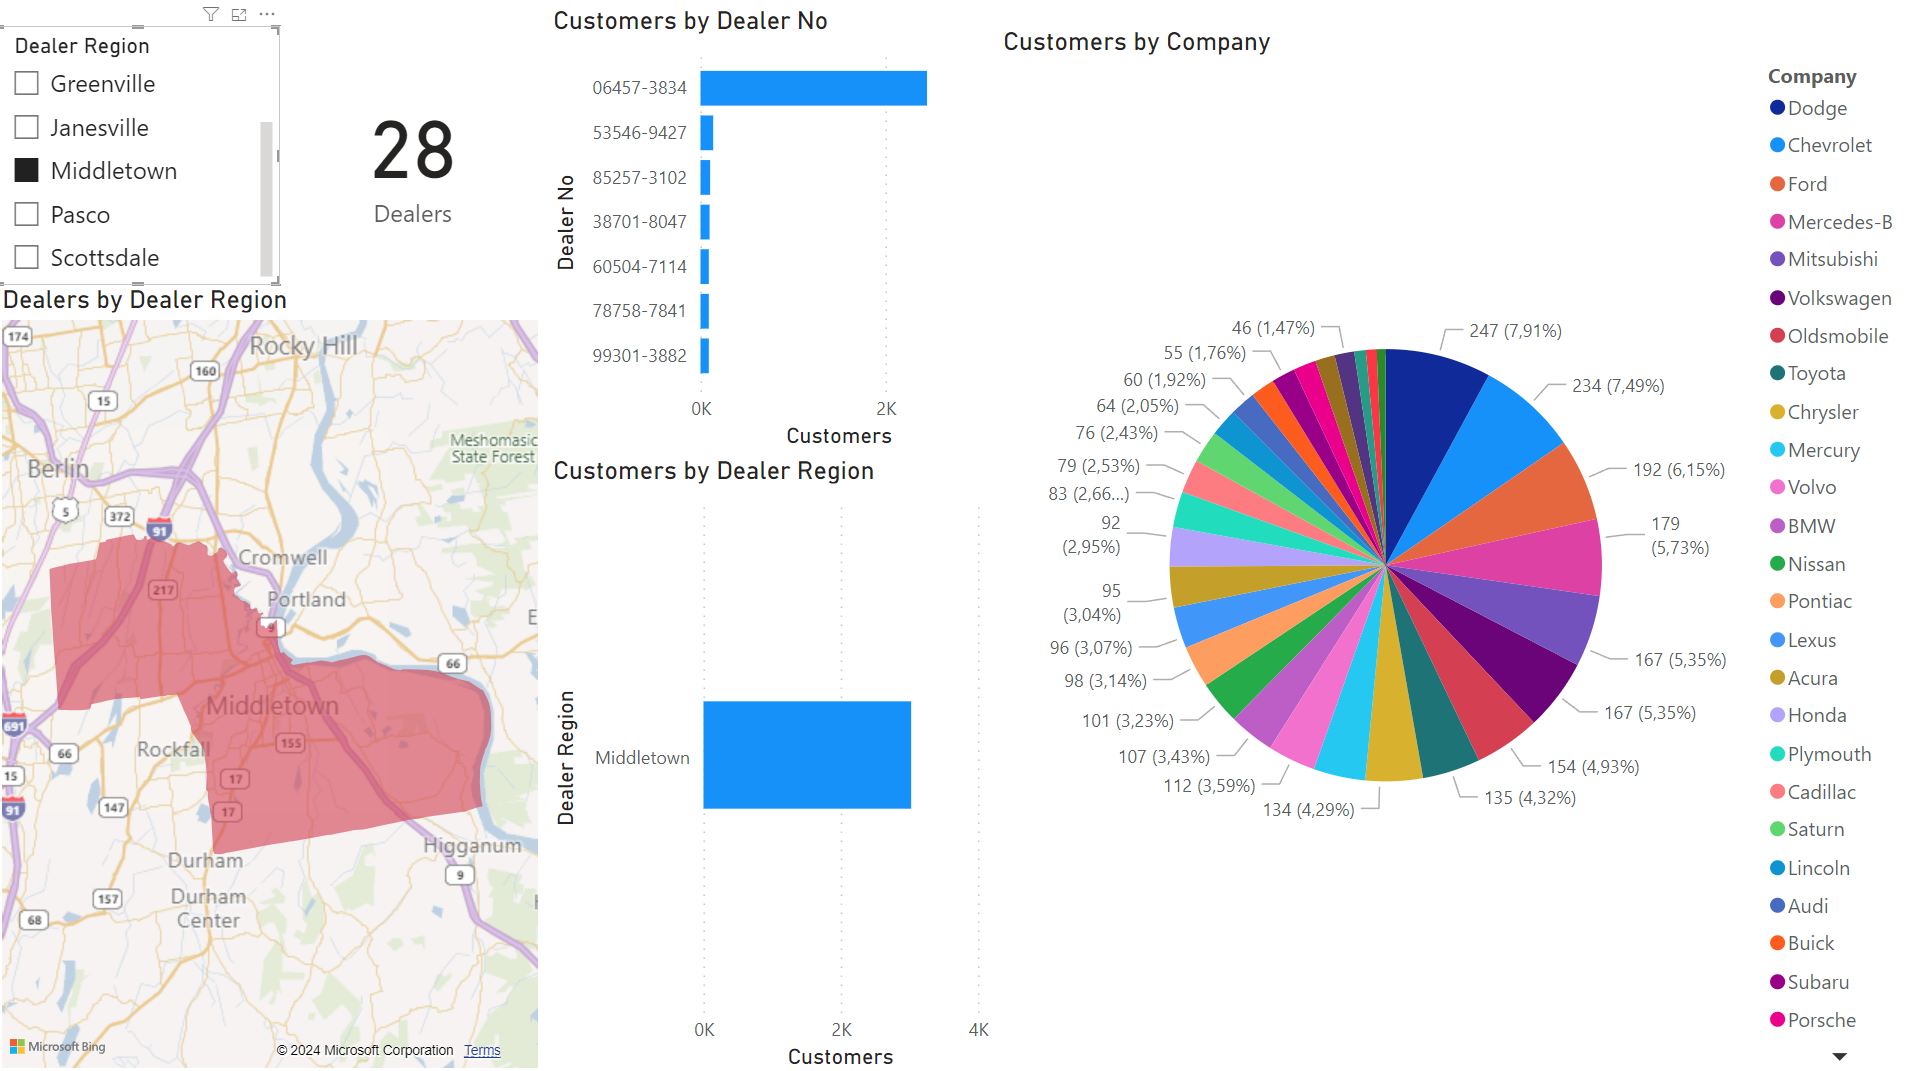 Dealer Region
Greenville
Janesville
Middletown
Pasco
Scottsdale
28
Dealers
Dealers by Dealer Region
174
Rocky Hill
160
15
Meshomasic
State Forest
Berlin
5
372
91
Cromwell
217
Portland
9
66
Middletown
691
Rockfall
155
66
15
17
91
147
17
Higganum
Durham
9
Durham
Center
157
68
Microsoft Bing
© 2024 Microsoft Corporation Terms
Customers by Dealer No
Dealer No
06457-3834
53546-9427
85257-3102
38701-8047
60504-7114
78758-7841
99301-3882
0K 2K
Customers
Customers by Dealer Region
Dealer Region
Middletown
0K 2K 4K
Customers
Customers by Company
247 (7,91%)
234 (7,49%)
192 (6,15%)
179
(5,73%)
167 (5,35%)
167 (5,35%)
154 (4,93%)
135 (4,32%)
134 (4,29%)
112 (3,59%)
107 (3,43%)
101 (3,23%)
98 (3,14%)
96 (3,07%)
95
(3,04%)
92
(2,95%)
83 (2,66...)
79 (2,53%)
76 (2,43%)
64 (2,05%)
60 (1,92%)
55 (1,76%)
46 (1,47%)
Company
Dodge
Chevrolet
Ford
Mercedes-B
Mitsubishi
Volkswagen
Oldsmobile
Toyota
Chrysler
Mercury
Volvo
BMW
Nissan
Pontiac
Lexus
Acura
Honda
Plymouth
Cadillac
Saturn
Lincoln
Audi
Buick
Subaru
Porsche